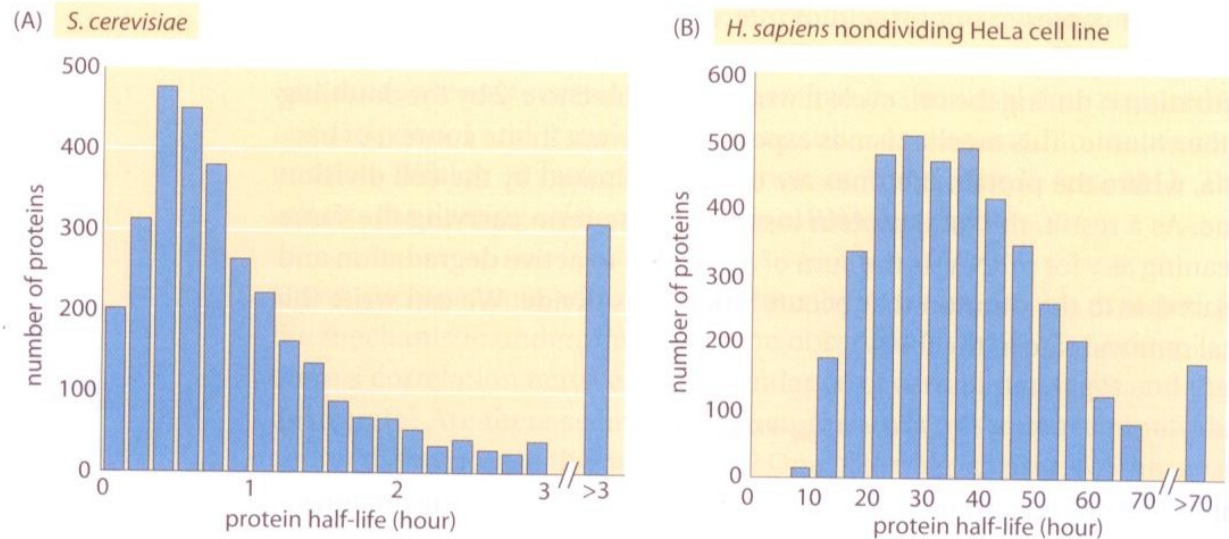 (A) S. cerevisiae
500
400
300
200
100
0
number of proteins
0 1 2 3 >3
protein half-life (hour)
(B) H. sapiens nondividing HeLa cell line
600
500
400
300
200
100
0
number of proteins
0 10 20 30 40 50 60 70 >70
protein half-life (hour)